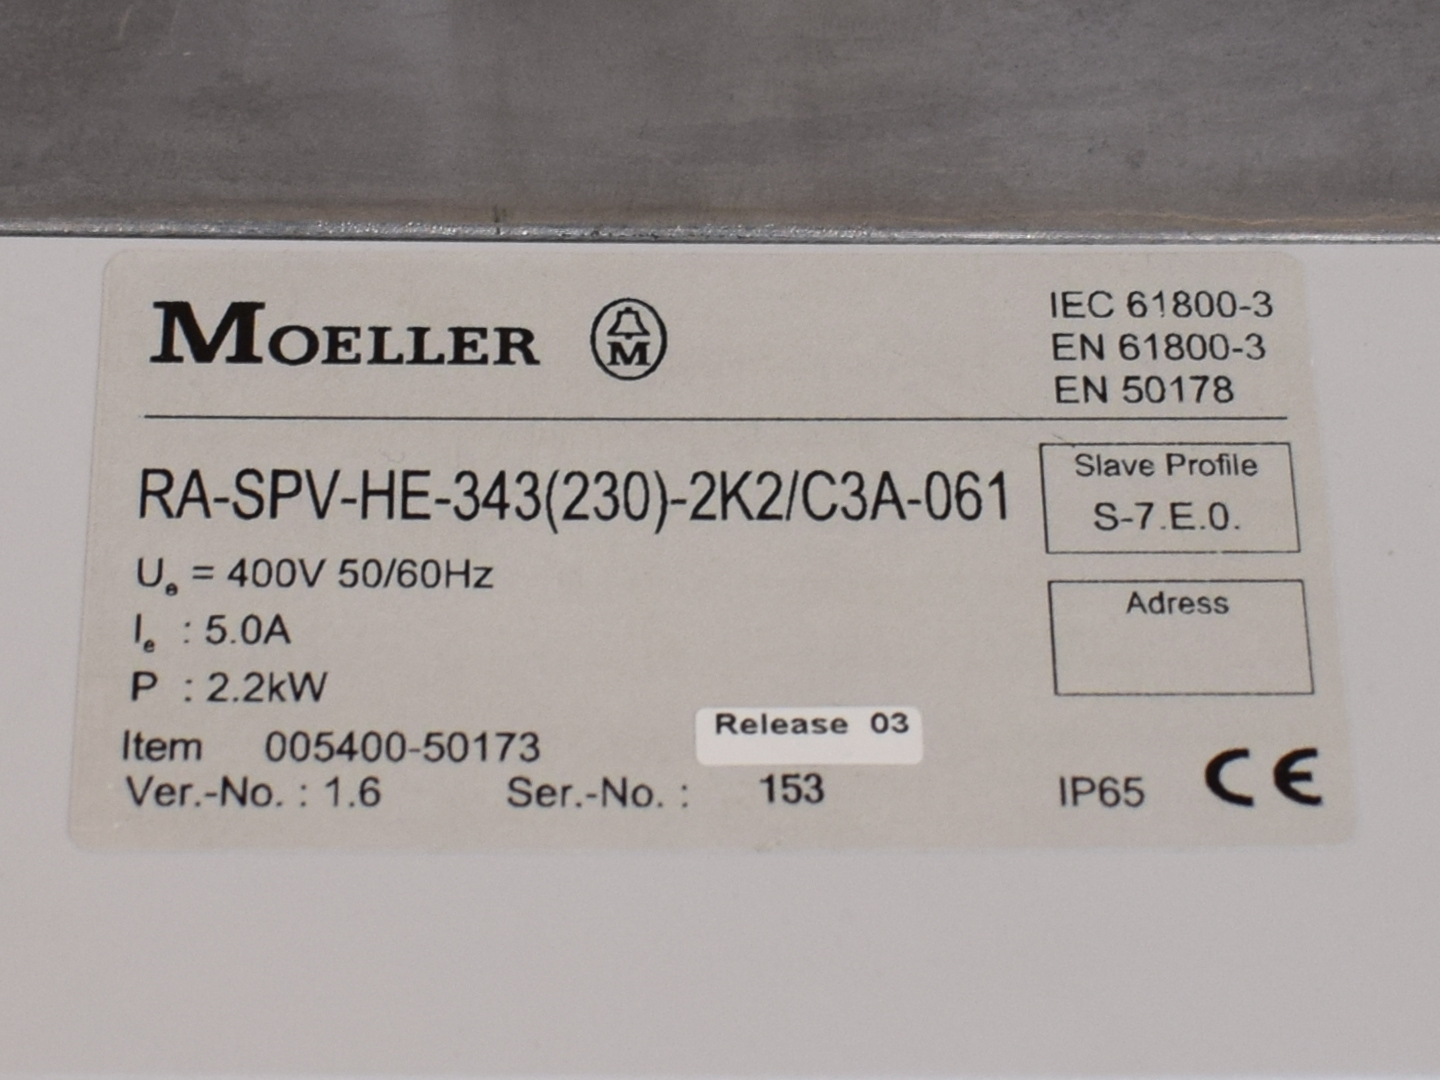 MOELLER M
IEC 61800-3
EN 61800-3
EN 50178
RA-SPV-HE-343(230)-2K2/C3A-061
Slave Profile
S-7.E.0.
Ue = 400V 50/60Hz
Ie : 5.0A
P : 2.2kW
Adress
Item 005400-50173
Release 03
Ver.-No. : 1.6 Ser.-No. : 153
IP65 CE